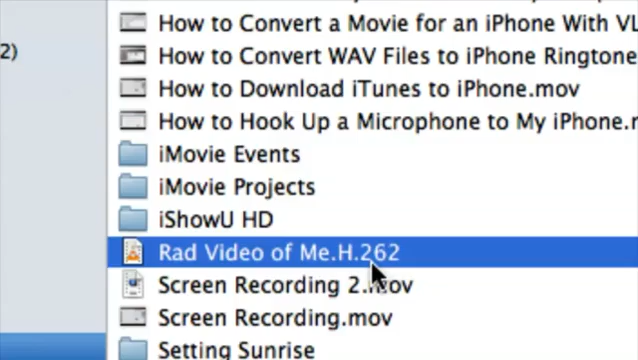 How to Convert a Movie for an iPhone With VL
2)
How to Convert WAV Files to iPhone Ringtone
How to Download iTunes to iPhone.mov
How to Hook Up a Microphone to My iPhone.
iMovie Events
iMovie Projects
iShowU HD
Rad Video of Me.H.262
Screen Recording 2.mov
Screen Recording.mov
Setting Sunrise